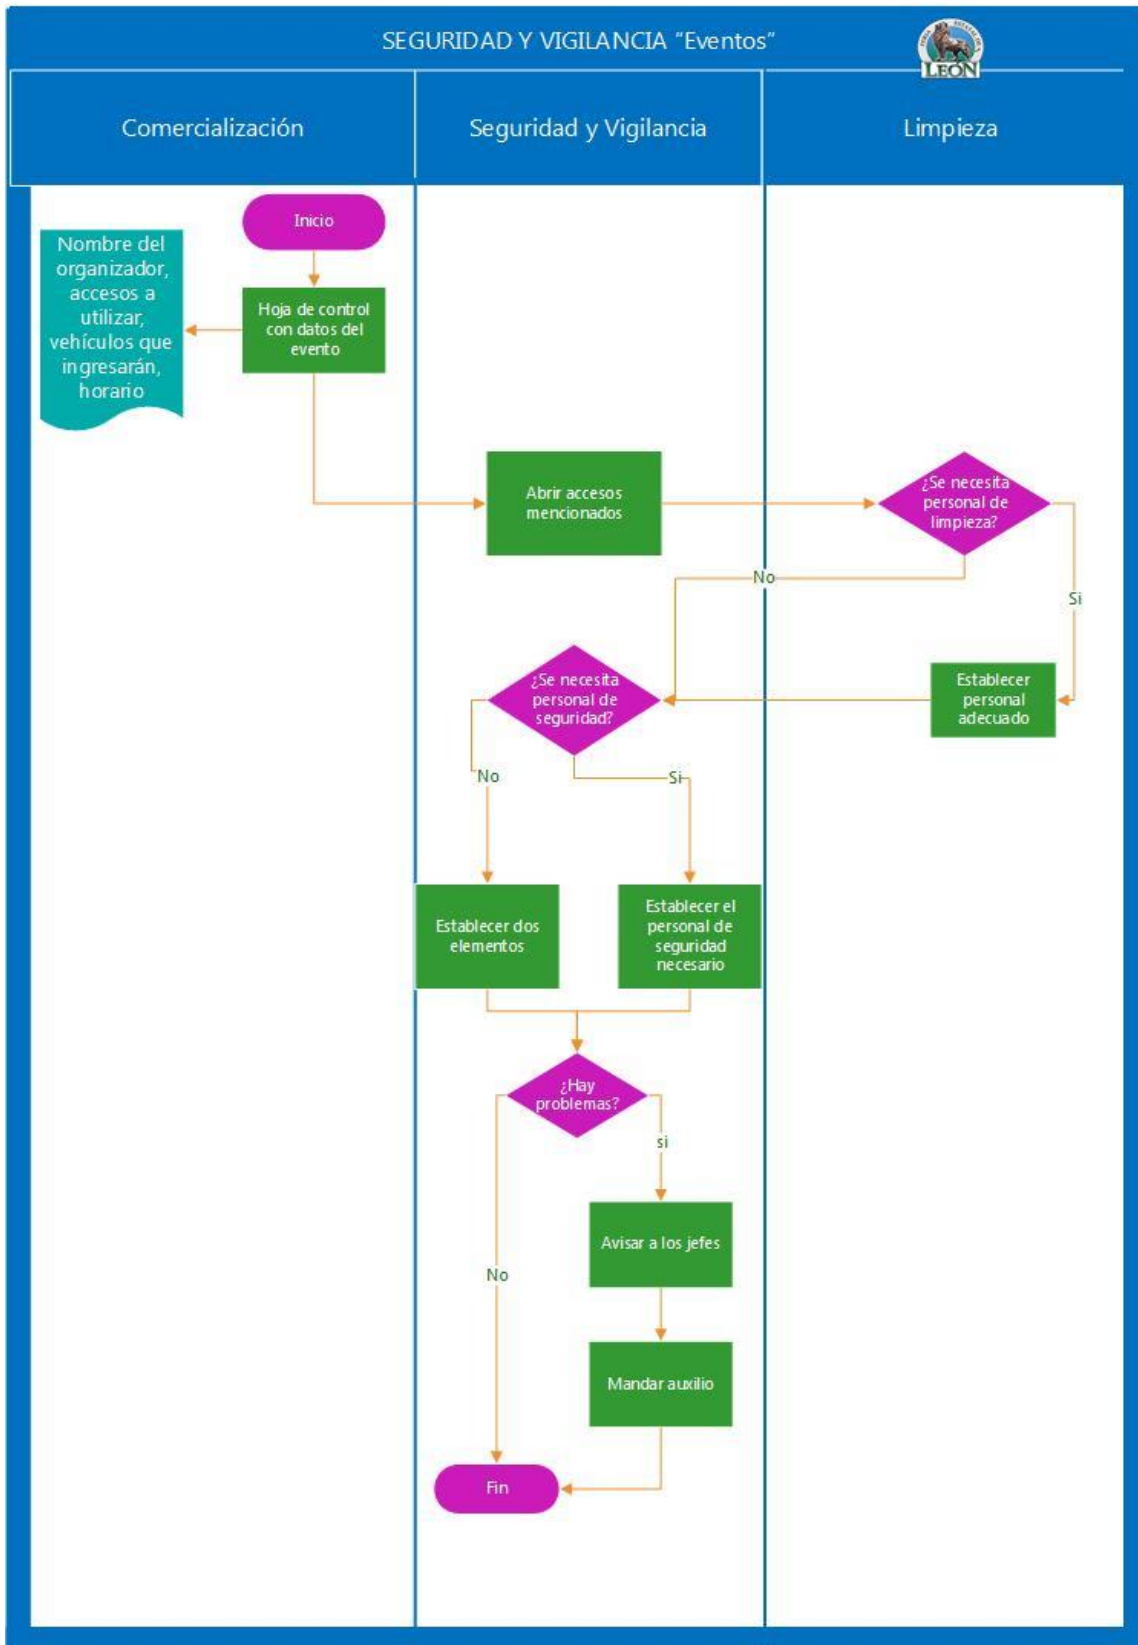 SEGURIDAD Y VIGILANCIA "Eventos"
LEÓN
Comercialización
Seguridad y Vigilancia
Limpieza
Inicio
Nombre del
organizador,
accesos a
utilizar,
vehículos que
ingresarán,
horario
Hoja de control
con datos del
evento
Abrir accesos
mencionados
¿Se necesita
personal de
limpieza?
No
Si
¿Se necesita
personal de
seguridad?
Establecer
personal
adecuado
No
Si
Establecer dos
elementos
Establecer el
personal de
seguridad
necesario
¿Hay
problemas?
si
Avisar a los jefes
No
Mandar auxilio
Fin